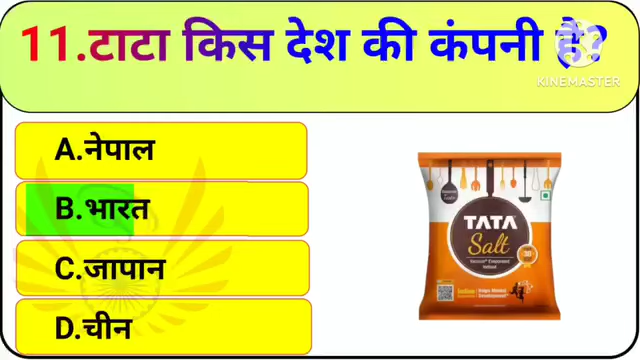 11.टाटा किस देश की कंपनी है?
KINEMASTER
A.नेपाल
B.भारत
C.जापान
D.चीन
TATA
Salt